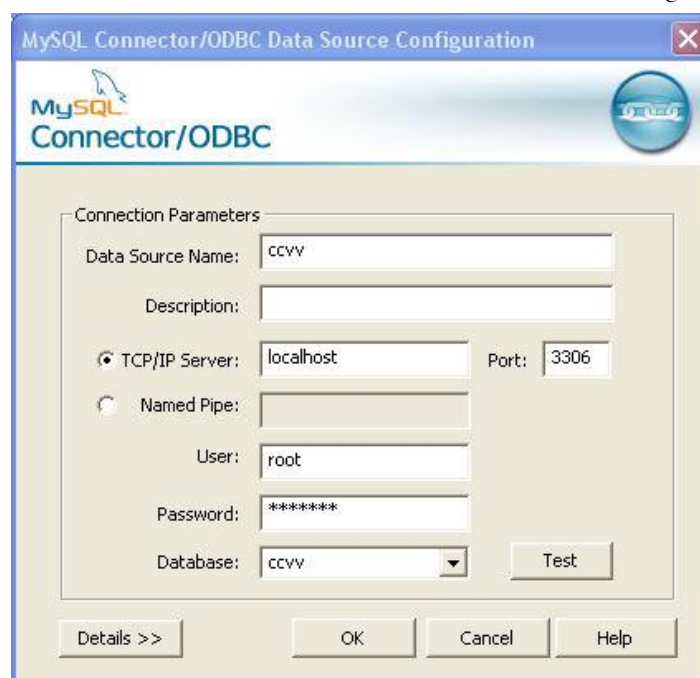 MySQL Connector/ODBC Data Source Configuration
MySQL
Connector/ODBC
Connection Parameters
Data Source Name: ccvv
Description:
TCP/IP Server: localhost Port: 3306
Named Pipe:
User: root
Password: *******
Database: ccvv Test
Details >> OK Cancel Help